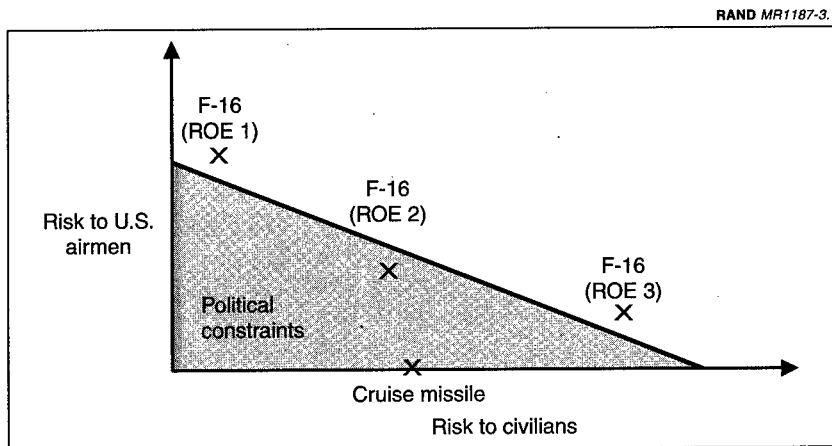 RAND MR1187-3.
F-16
(ROE 1)
F-16
(ROE 2)
Risk to U.S.
airmen
F-16
(ROE 3)
Political
constraints
Cruise missile
Risk to civilians